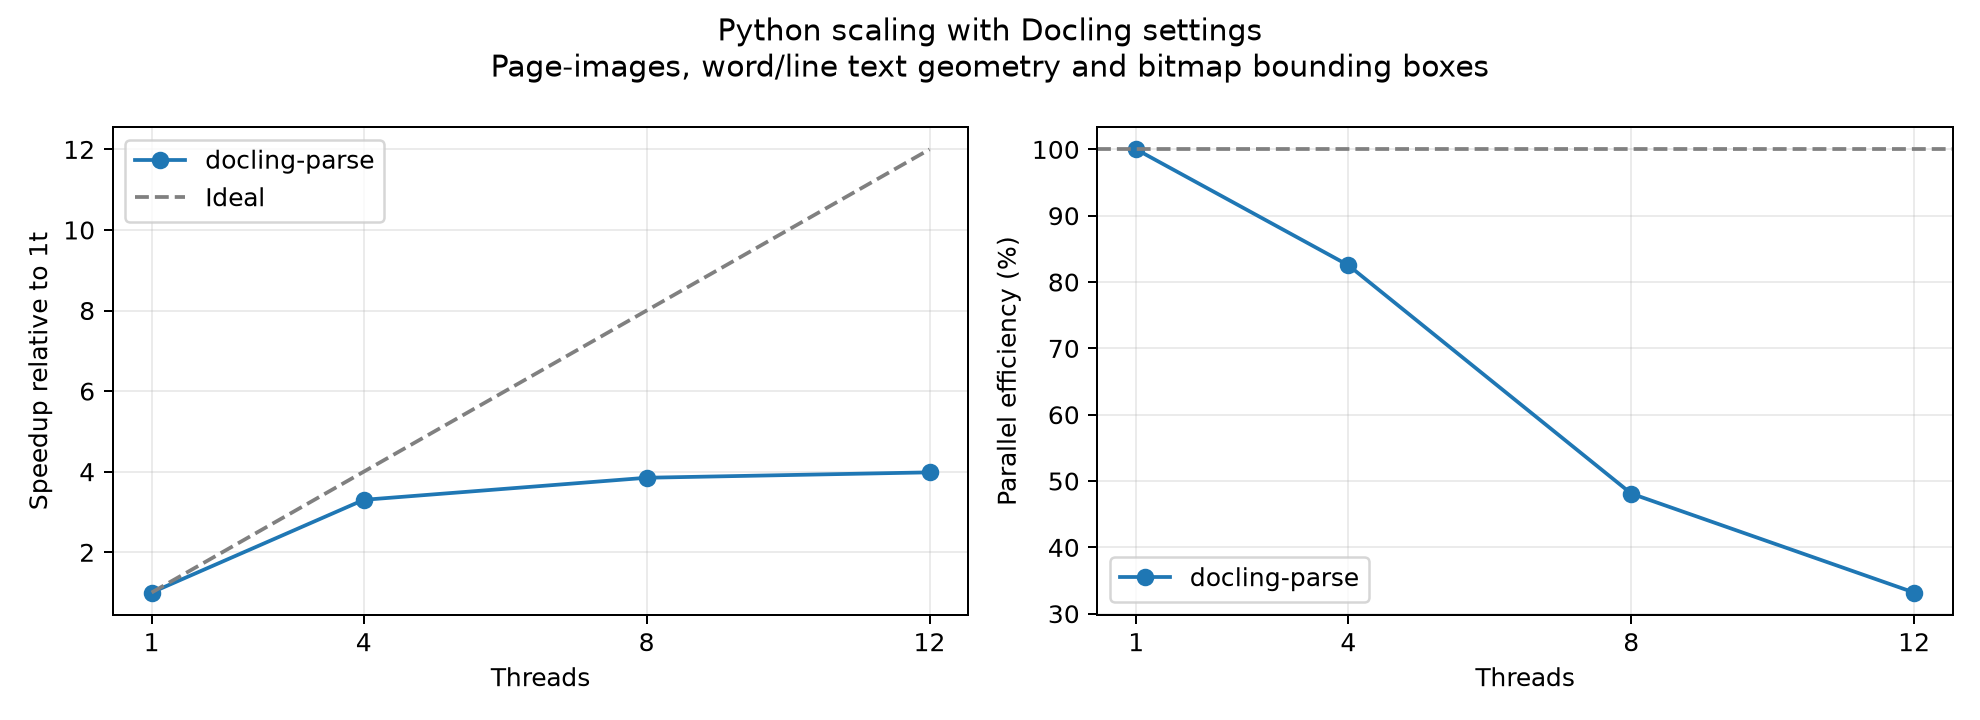 Python scaling with Docling settings
Page-images, word/line text geometry and bitmap bounding boxes
docling-parse
Ideal
Speedup relative to 1t
12
10
8
6
4
2
1
4
8
12
Threads
Parallel efficiency (%)
100
90
80
70
60
50
40
30
docling-parse
1
4
8
12
Threads